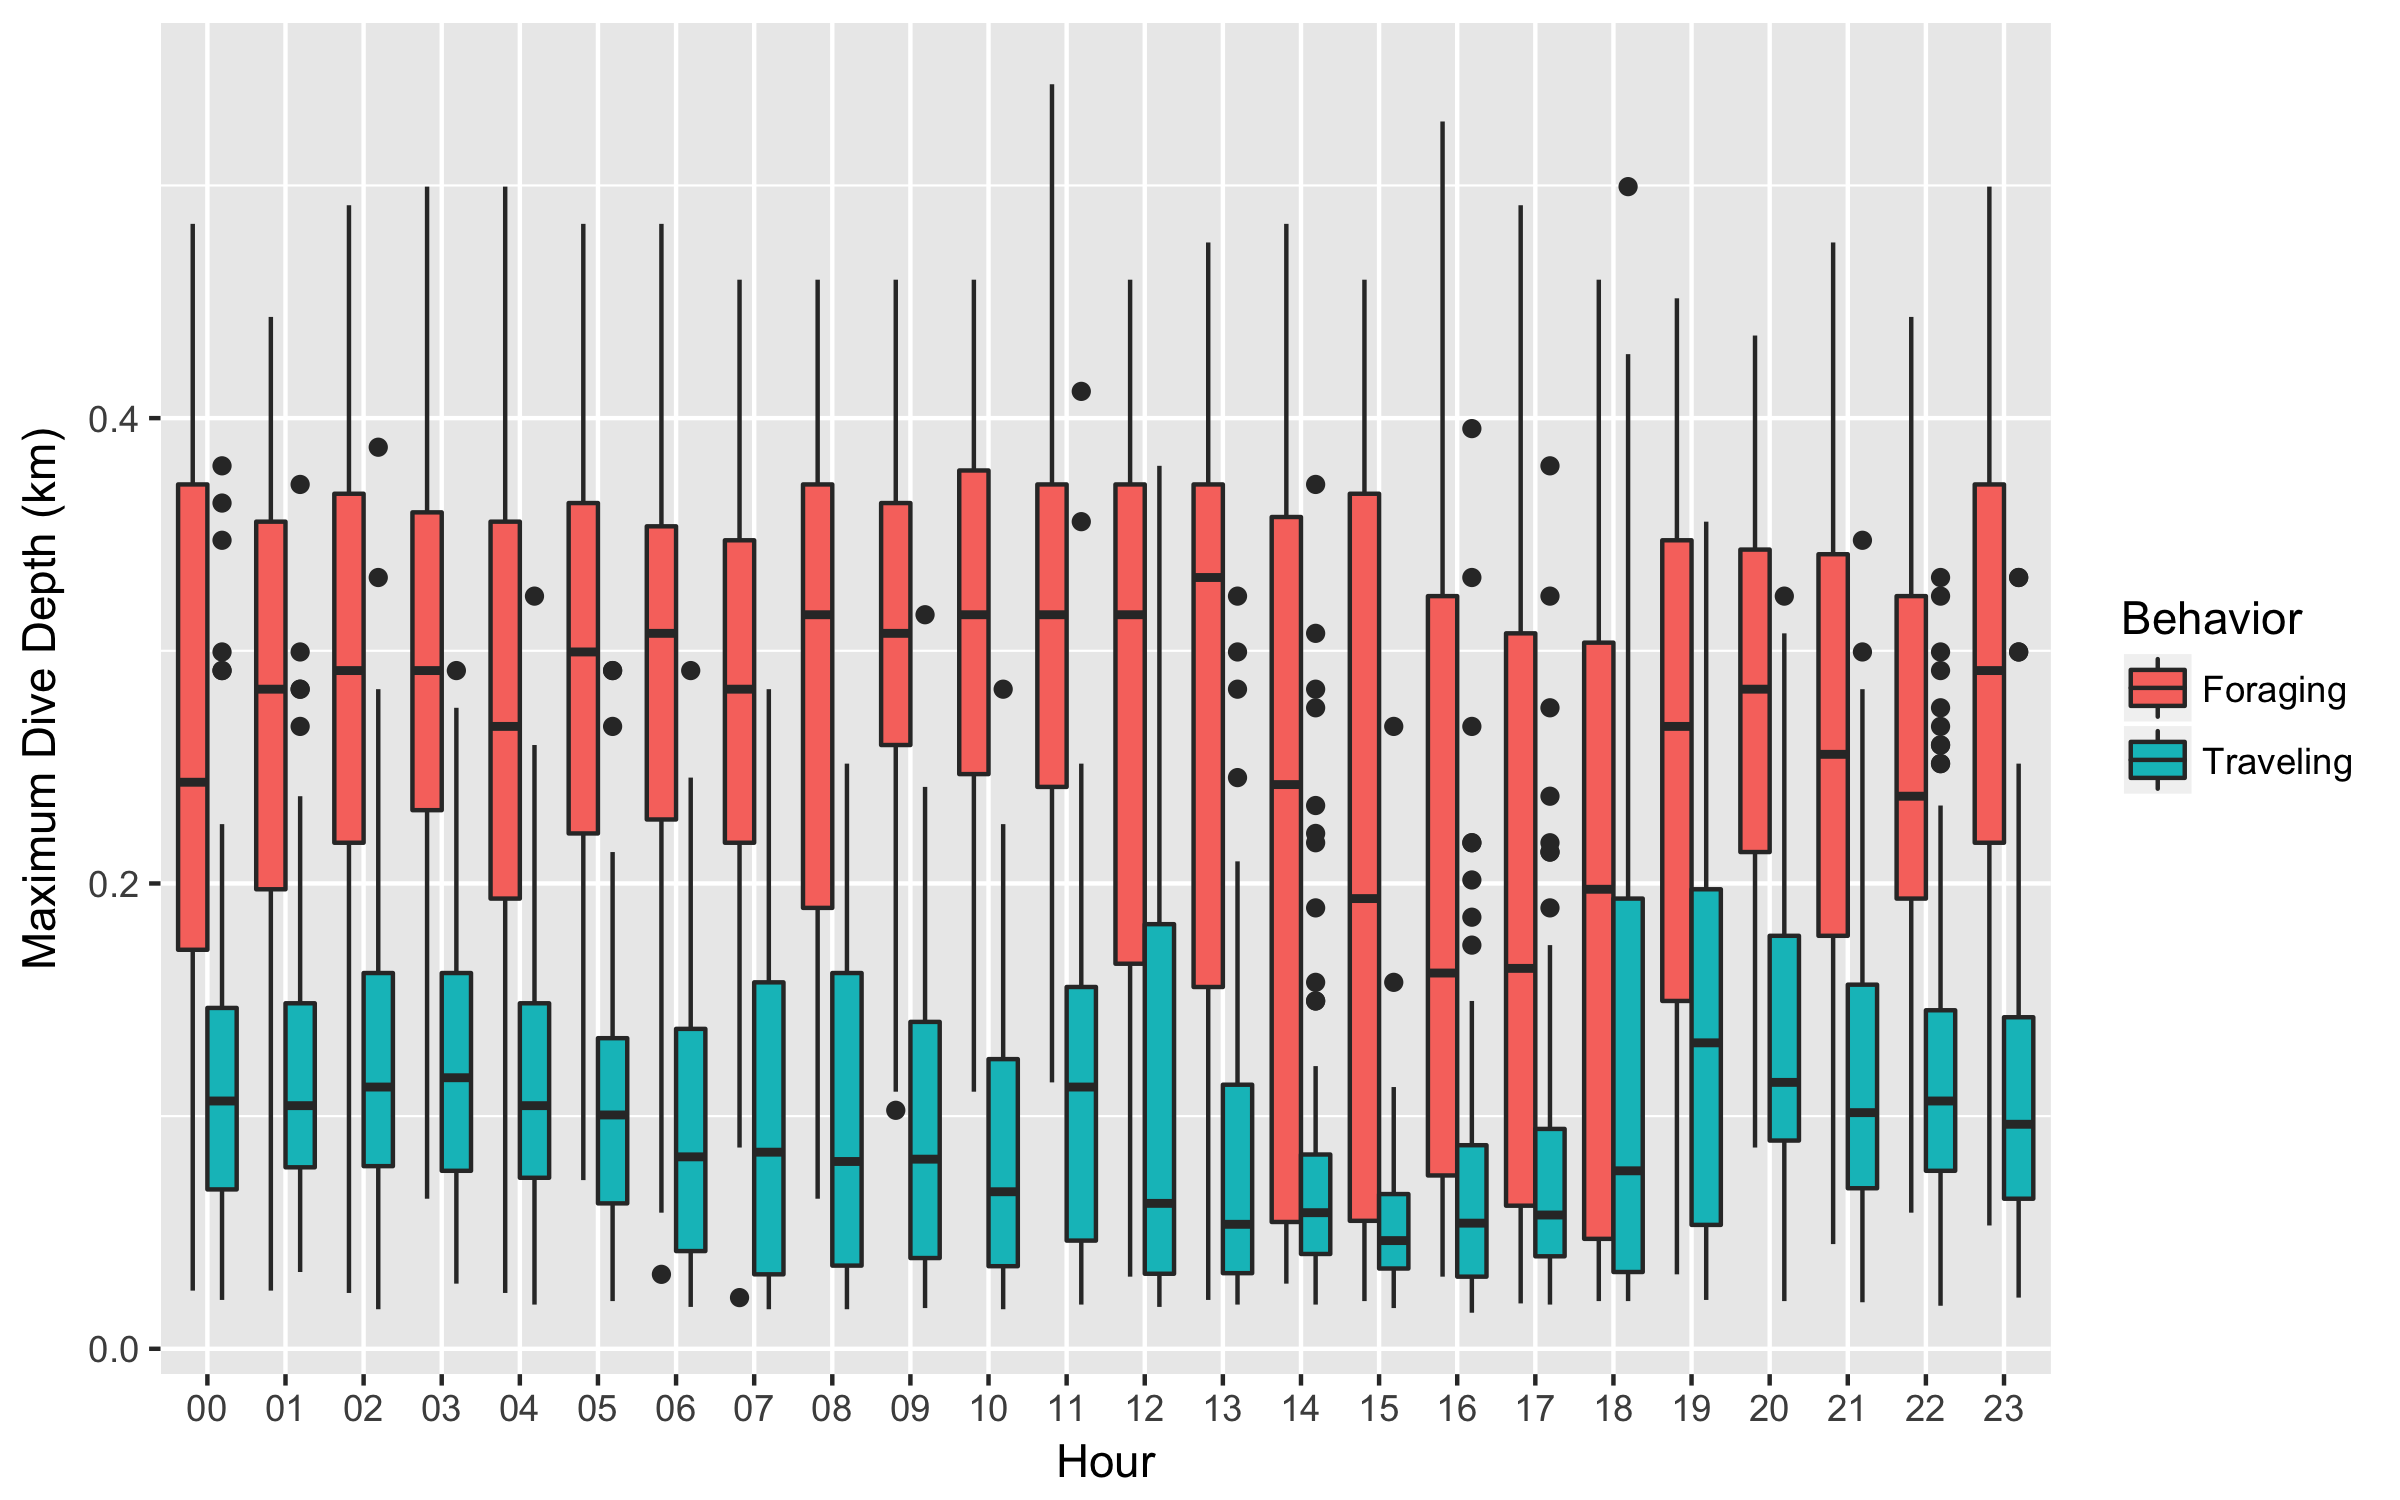 Maximum Dive Depth (km)
0.4
0.2
0.0
00 01 02 03 04 05 06 07 08 09 10 11 12 13 14 15 16 17 18 19 20 21 22 23
Hour
Behavior
Foraging
Traveling